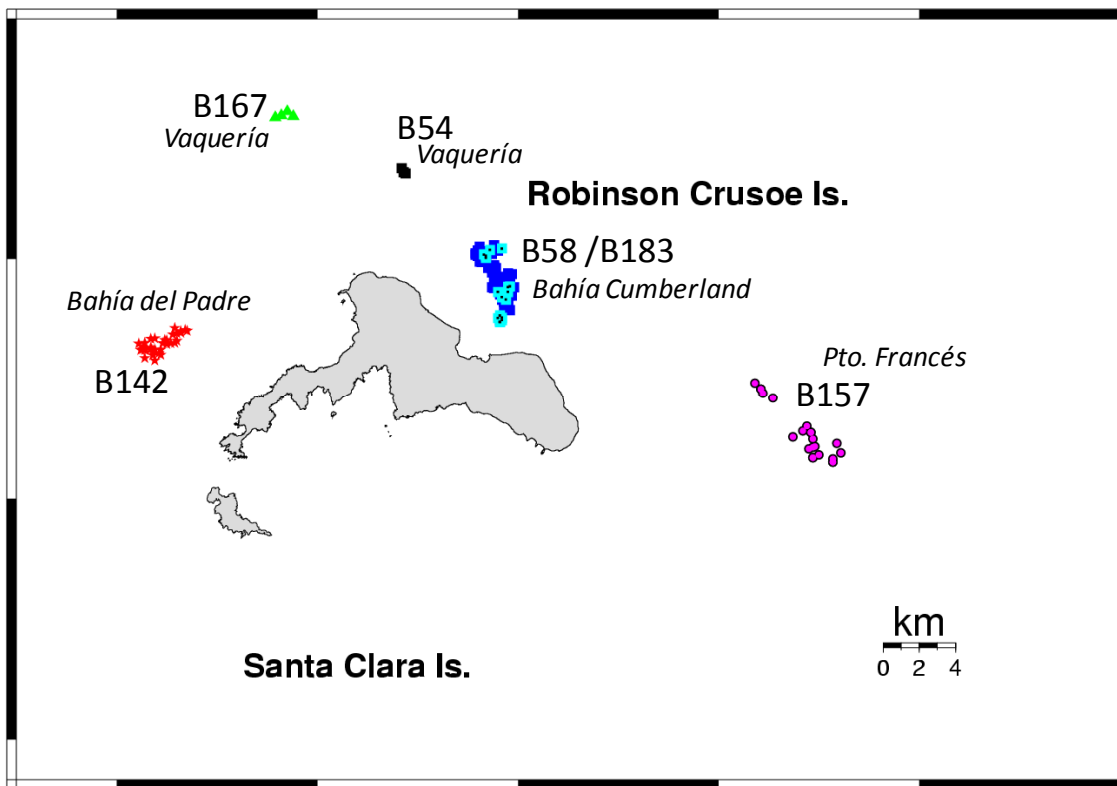 B167
Vaquería
B54
Vaquería
Robinson Crusoe Is.
B58 /B183
Bahía Cumberland
Bahía del Padre
B142
Pto. Francés
B157
km
0 2 4
Santa Clara Is.